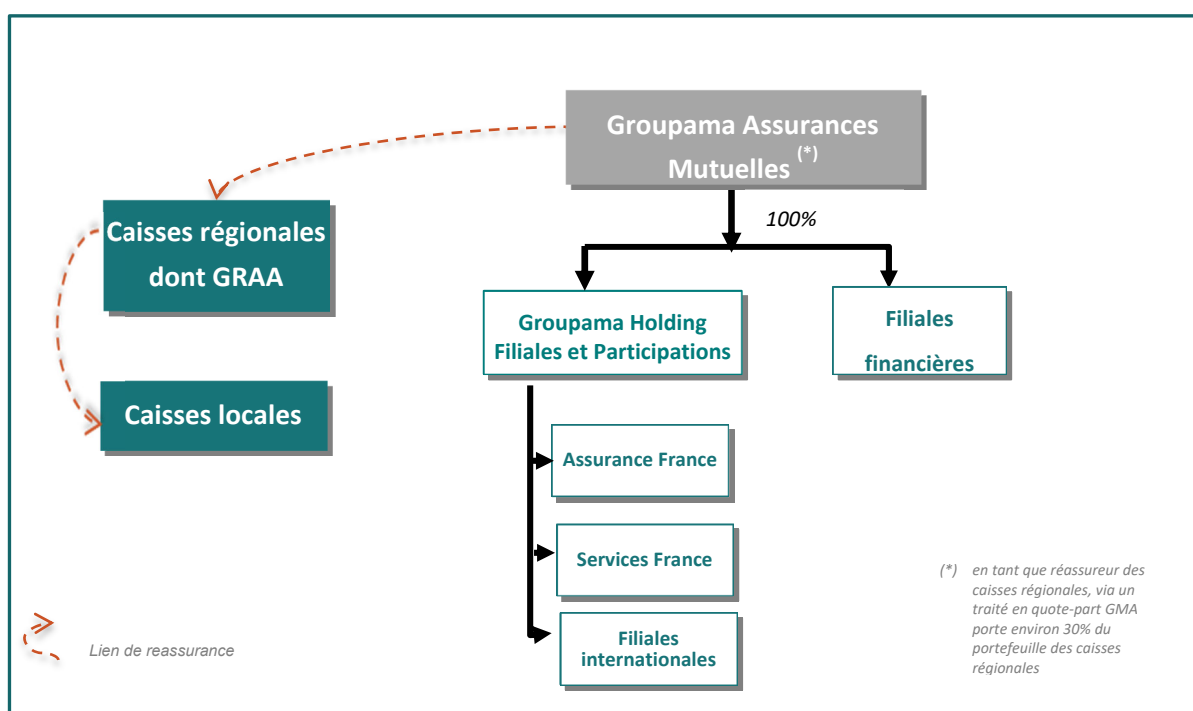 Groupama Assurances
Mutuelles (*)
100%
Caisses régionales
dont GRAA
Groupama Holding
Filiales et Participations
Filiales
financières
Caisses locales
Assurance France
Services France
Filiales
internationales
(*) en tant que réassureur des
caisses régionales, via un
traité en quote-part GMA
porte environ 30% du
portefeuille des caisses
régionales
Lien de reassurance